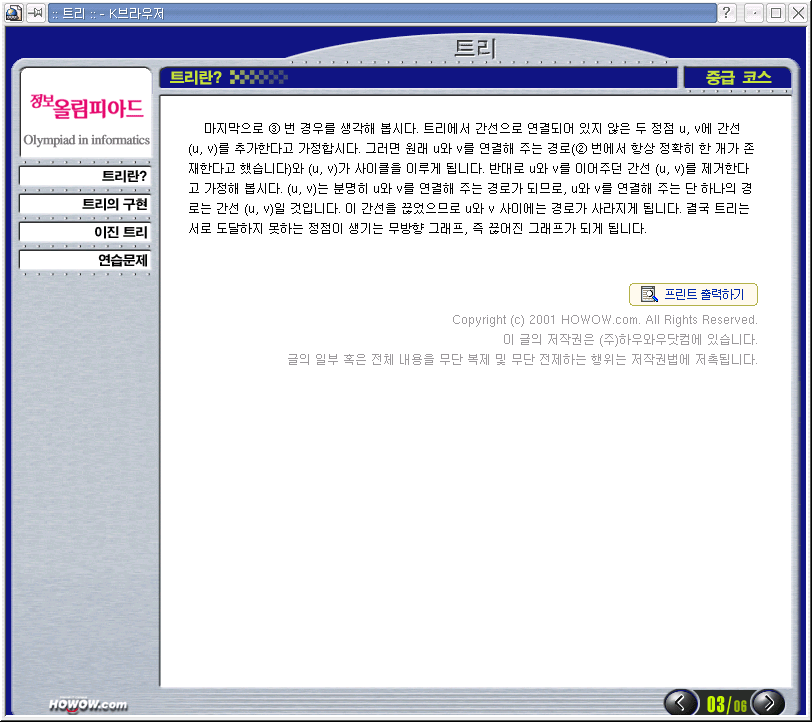 :: 트리 :: - K브라우저
트리
정보올림피아드
Olympiad in informatics
트리란?
트리의 구현
이진 트리
연습문제
트리란?
중급 코스
마지막으로 ③ 번 경우를 생각해 봅시다. 트리에서 간선으로 연결되어 있지 않은 두 정점 u, v에 간선
(u, v)를 추가한다고 가정합시다. 그러면 원래 u와 v를 연결해 주는 경로(② 번에서 항상 정확히 한 개가 존
재한다고 했습니다)와 (u, v)가 사이클을 이루게 됩니다. 반대로 u와 v를 이어주던 간선 (u, v)를 제거한다
고 가정해 봅시다. (u, v)는 분명히 u와 v를 연결해 주는 경로가 되므로, u와 v를 연결해 주는 단 하나의 경
로는 간선 (u, v)일 것입니다. 이 간선을 끊었으므로 u와 v 사이에는 경로가 사라지게 됩니다. 결국 트리는
서로 도달하지 못하는 정점이 생기는 무방향 그래프, 즉 끊어진 그래프가 되게 됩니다.
프린트 출력하기
Copyright (c) 2001 HOWOW.com. All Rights Reserved.
이 글의 저작권은 (주)하우와우닷컴에 있습니다.
글의 일부 혹은 전체 내용을 무단 복제 및 무단 전제하는 행위는 저작권법에 저촉됩니다.
HOWOW.com
03/06